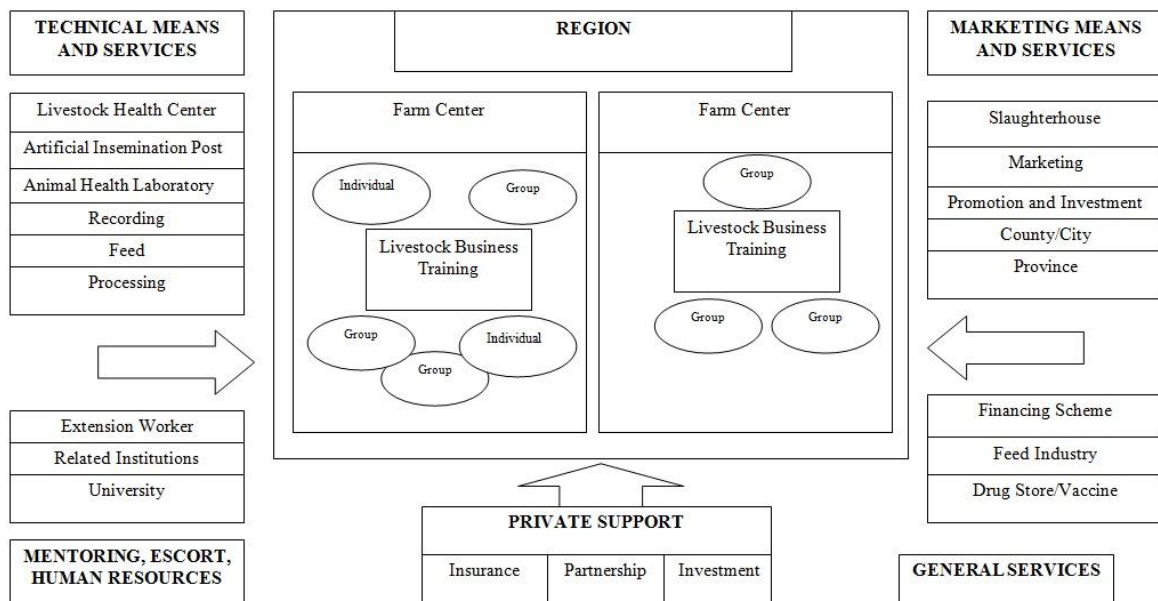 TECHNICAL MEANS
AND SERVICES
Livestock Health Center
Artificial Insemination Post
Animal Health Laboratory
Recording
Feed
Processing
Extension Worker
Related Institutions
University
MENTORING, ESCORT,
HUMAN RESOURCES
REGION
Farm Center
Individual
Group
Livestock Business
Training
Group
Individual
Group
Farm Center
Group
Livestock Business
Training
Group
Group
PRIVATE SUPPORT
Insurance
Partnership
Investment
MARKETING MEANS
AND SERVICES
Slaughterhouse
Marketing
Promotion and Investment
County/City
Province
Financing Scheme
Feed Industry
Drug Store/Vaccine
GENERAL SERVICES